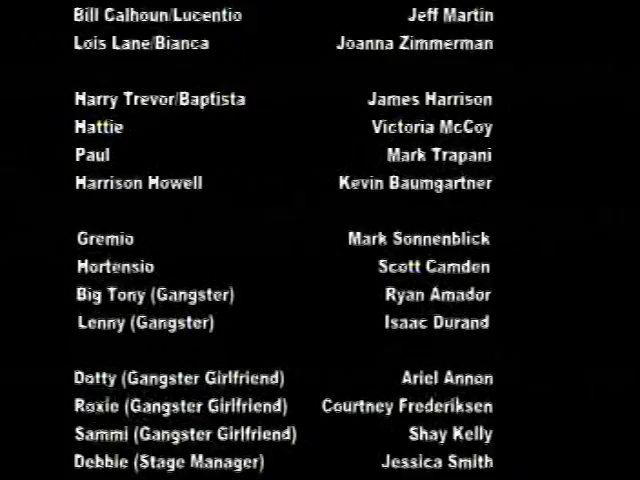 Bill Calhoun/Lucentio Jeff Martin
Lois Lane/Bianca Joanna Zimmerman
Harry Trevor/Baptista James Harrison
Hattie Victoria McCoy
Paul Mark Trapani
Harrison Howell Kevin Baumgartner
Gremio Mark Sonnenblick
Hortensio Scott Camden
Big Tony (Gangster) Ryan Amador
Lenny (Gangster) Isaac Durand
Dotty (Gangster Girlfriend) Ariel Annon
Roxie (Gangster Girlfriend) Courtney Frederiksen
Sammi (Gangster Girlfriend) Shay Kelly
Debbie (Stage Manager) Jessica Smith